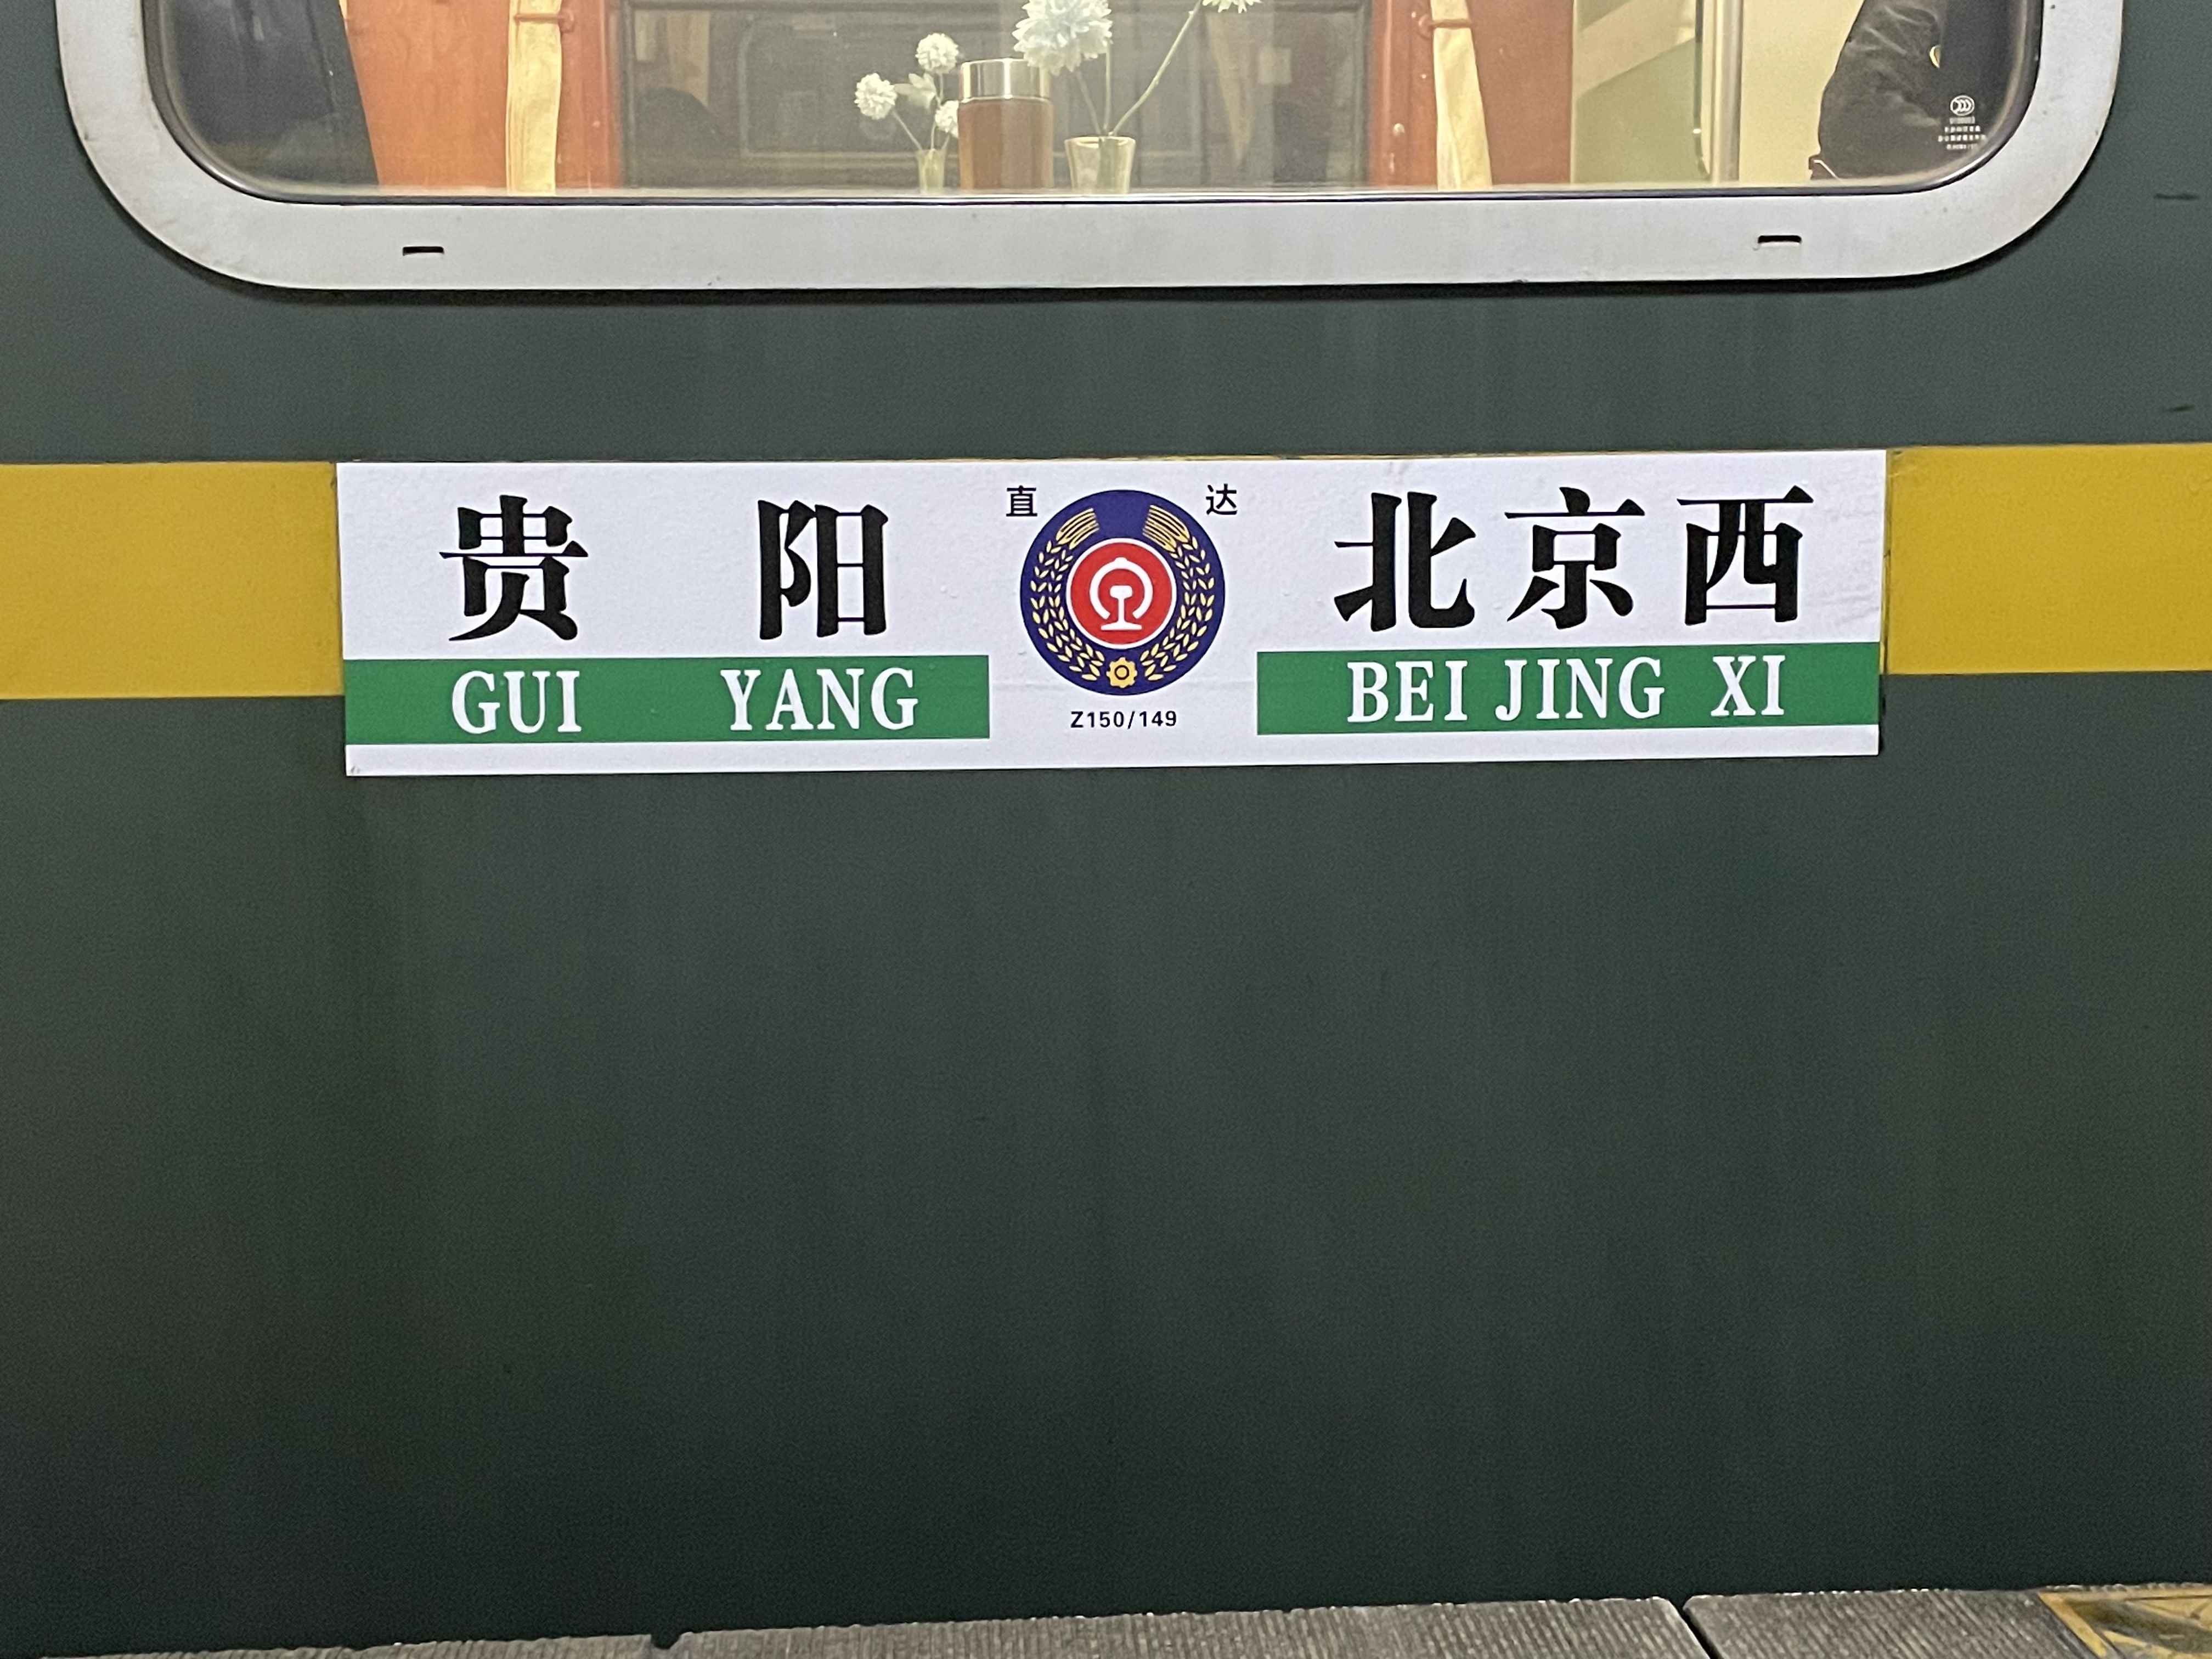 直 达
贵 阳 北京西
GUI YANG BEI JING XI
Z150/149